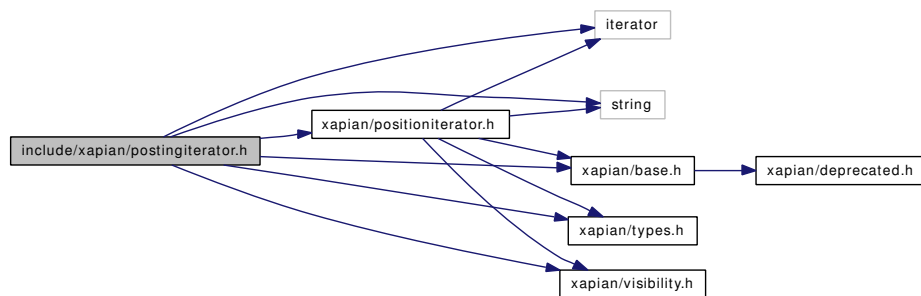 iterator
string
xapian/positioniterator.h
include/xapian/postingiterator.h
xapian/base.h
xapian/deprecated.h
xapian/types.h
xapian/visibility.h